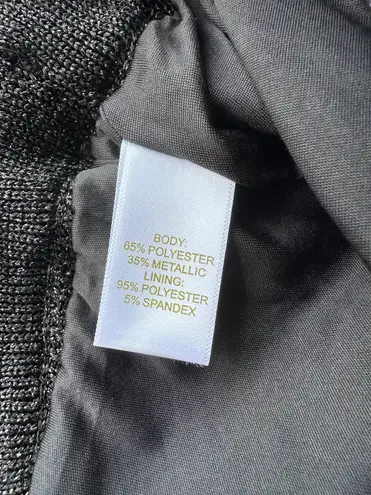 BODY:
65% POLYESTER
35% METALLIC
LINING:
95% POLYESTER
5% SPANDEX